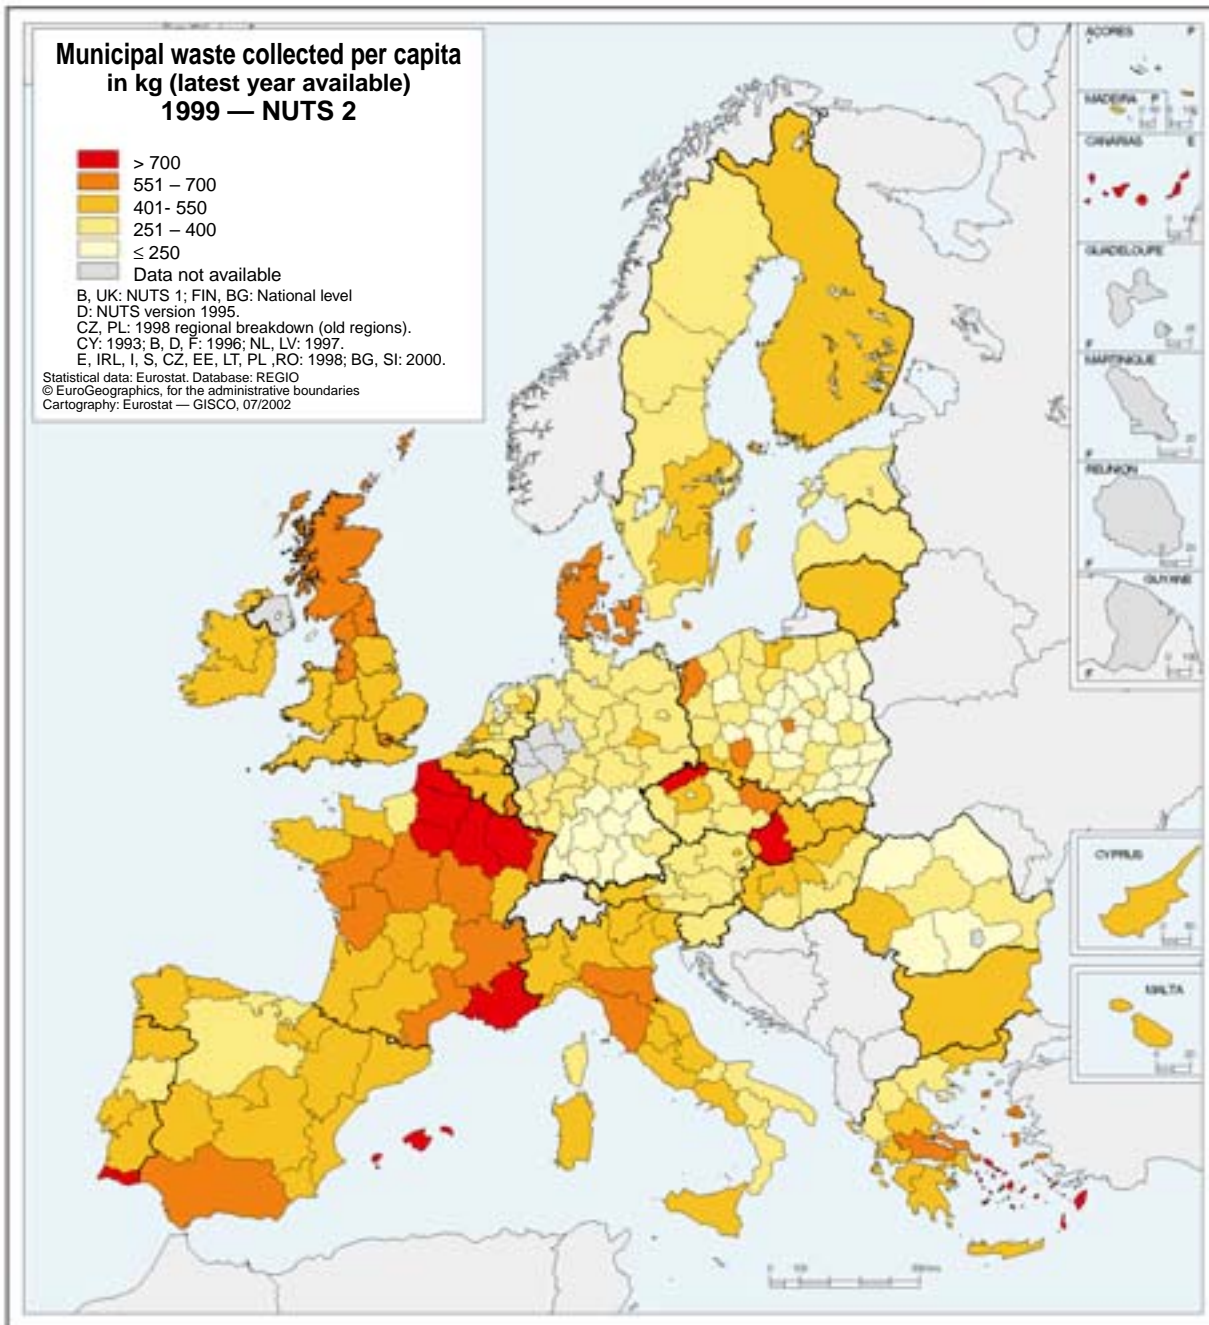 Municipal waste collected per capita
in kg (latest year available)
1999 — NUTS 2
> 700
551 – 700
401- 550
251 – 400
≤ 250
Data not available
B, UK: NUTS 1; FIN, BG: National level
D: NUTS version 1995.
CZ, PL: 1998 regional breakdown (old regions).
CY: 1993; B, D, F: 1996; NL, LV: 1997.
E, IRL, I, S, CZ, EE, LT, PL ,RO: 1998; BG, SI: 2000.
Statistical data: Eurostat. Database: REGIO
© EuroGeographics, for the administrative boundaries
Cartography: Eurostat — GISCO, 07/2002
AÇORES P
MADEIRA P
CANARIAS E
GUADELOUPE
F
MARTINIQUE
F
REUNION
F
GUYANE
F
CYPRUS
MALTA
0 100